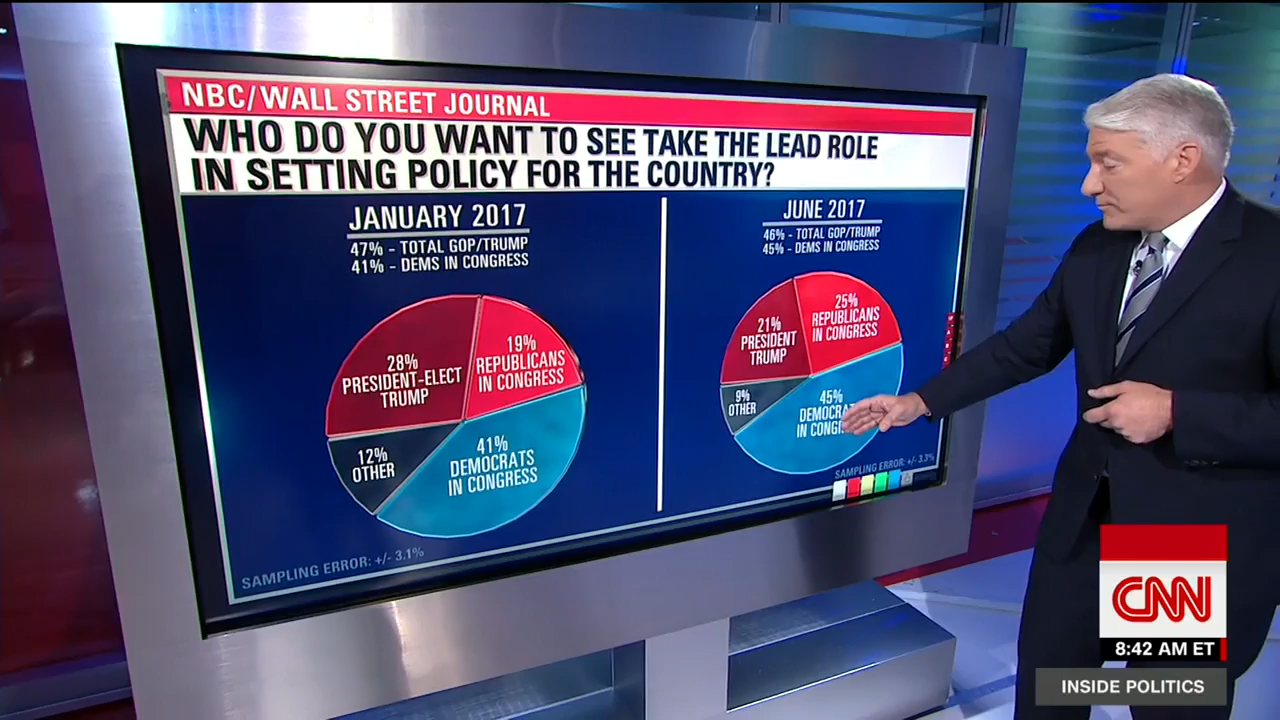 NBC/WALL STREET JOURNAL
WHO DO YOU WANT TO SEE TAKE THE LEAD ROLE
IN SETTING POLICY FOR THE COUNTRY?
JANUARY 2017
47% - TOTAL GOP/TRUMP
41% - DEMS IN CONGRESS
28%
PRESIDENT-ELECT
TRUMP
19%
REPUBLICANS
IN CONGRESS
12%
OTHER
41%
DEMOCRATS
IN CONGRESS
SAMPLING ERROR: +/- 3.1%
JUNE 2017
46% - TOTAL GOP/TRUMP
45% - DEMS IN CONGRESS
21%
PRESIDENT
TRUMP
25%
REPUBLICANS
IN CONGRESS
9%
OTHER
45%
DEMOCRAT
IN CONG
SAMPLING ERROR: +/- 3.3%
CNN
8:42 AM ET
INSIDE POLITICS